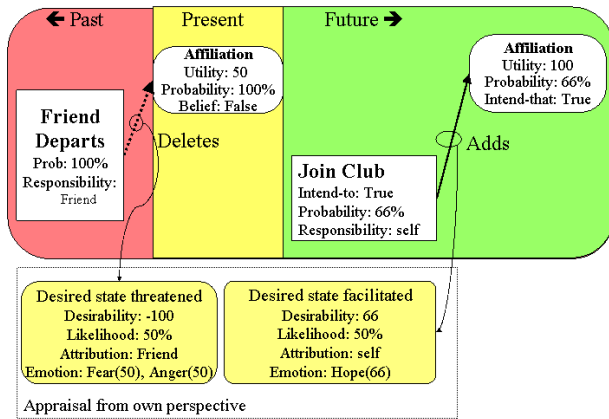 ← Past
Present
Future →
Affiliation
Utility: 50
Probability: 100%
Belief: False
Affiliation
Utility: 100
Probability: 66%
Intend-that: True
Friend
Departs
Prob: 100%
Responsibility:
Friend
Deletes
Adds
Join Club
Intend-to: True
Probability: 66%
Responsibility: self
Desired state threatened
Desirability: -100
Likelihood: 50%
Attribution: Friend
Emotion: Fear(50), Anger(50)
Desired state facilitated
Desirability: 66
Likelihood: 50%
Attribution: self
Emotion: Hope(66)
Appraisal from own perspective